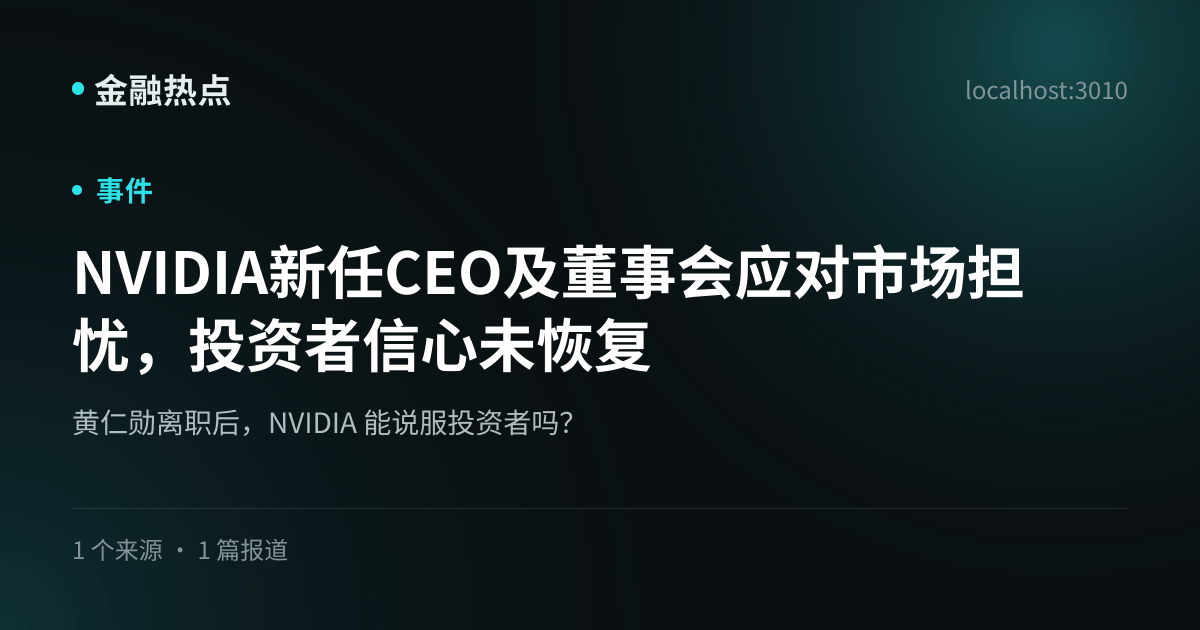 金融热点
localhost:3010
事件
NVIDIA新任CEO及董事会应对市场担
忧，投资者信心未恢复
黄仁勋离职后，NVIDIA 能说服投资者吗？
1 个来源 · 1 篇报道